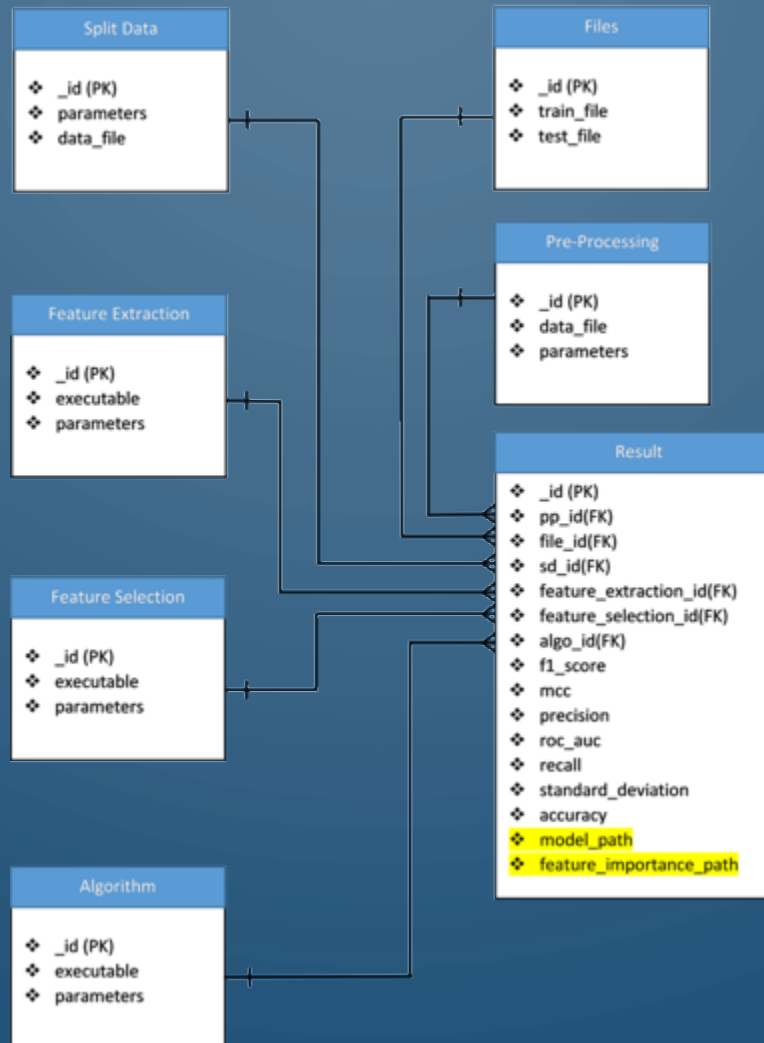 Split Data
❖ _id (PK)
❖ parameters
❖ data_file
Files
❖ _id (PK)
❖ train_file
❖ test_file
Pre-Processing
❖ _id (PK)
❖ data_file
❖ parameters
Feature Extraction
❖ _id (PK)
❖ executable
❖ parameters
Result
❖ _id (PK)
❖ pp_id(FK)
❖ file_id(FK)
❖ sd_id(FK)
❖ feature_extraction_id(FK)
❖ feature_selection_id(FK)
❖ algo_id(FK)
❖ f1_score
❖ mcc
❖ precision
❖ roc_auc
❖ recall
❖ standard_deviation
❖ accuracy
❖ model_path
❖ feature_importance_path
Feature Selection
❖ _id (PK)
❖ executable
❖ parameters
Algorithm
❖ _id (PK)
❖ executable
❖ parameters